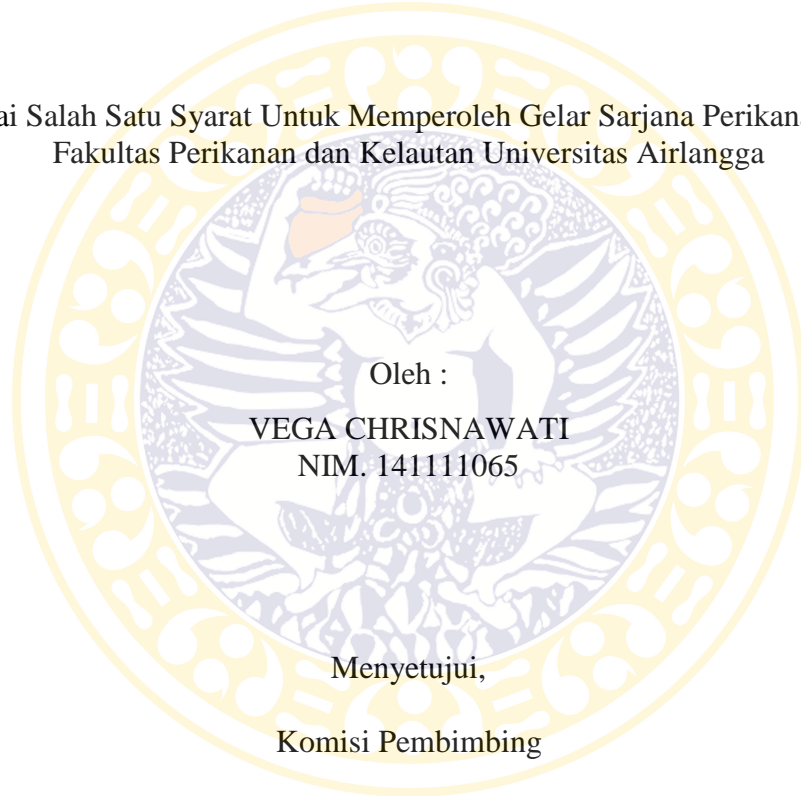 ai Salah Satu Syarat Untuk Memperoleh Gelar Sarjana Perikana
Fakultas Perikanan dan Kelautan Universitas Airlangga
Oleh :
VEGA CHRISNAWATI
NIM. 141111065
Menyetujui,
Komisi Pembimbing